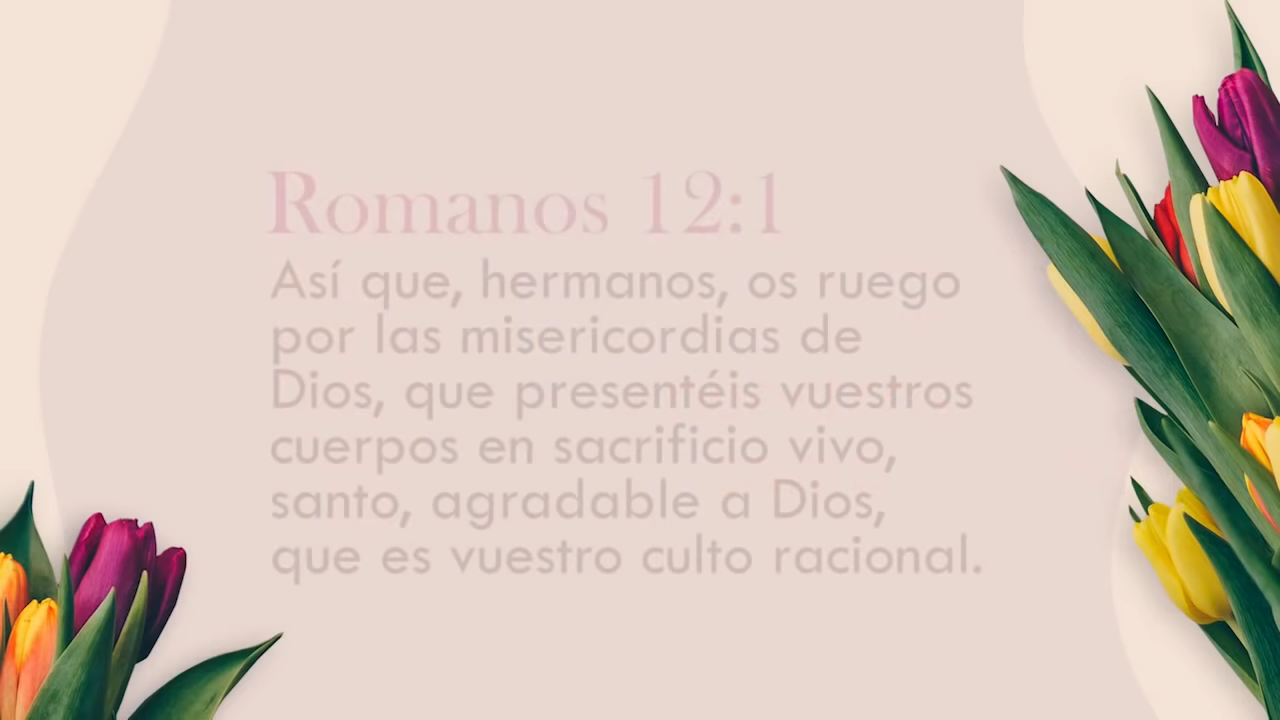 Romanos 12:1
Así que, hermanos, os ruego
por las misericordias de
Dios, que presentéis vuestros
cuerpos en sacrificio vivo,
santo, agradable a Dios,
que es vuestro culto racional.